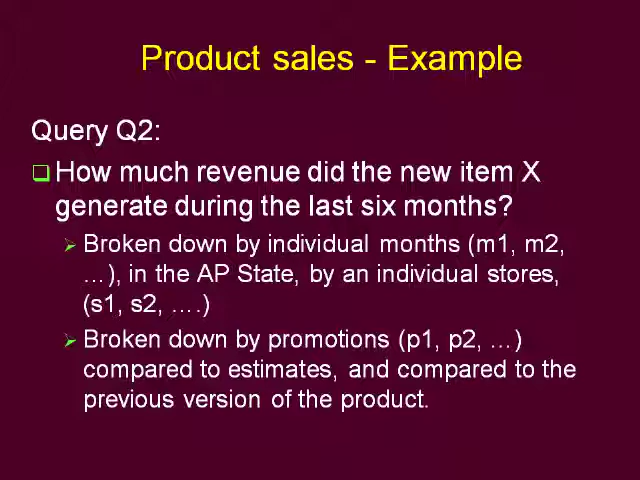 Product sales - Example
Query Q2:
How much revenue did the new item X
generate during the last six months?
Broken down by individual months (m1, m2,
…), in the AP State, by an individual stores,
(s1, s2, ….)
Broken down by promotions (p1, p2, …)
compared to estimates, and compared to the
previous version of the product.